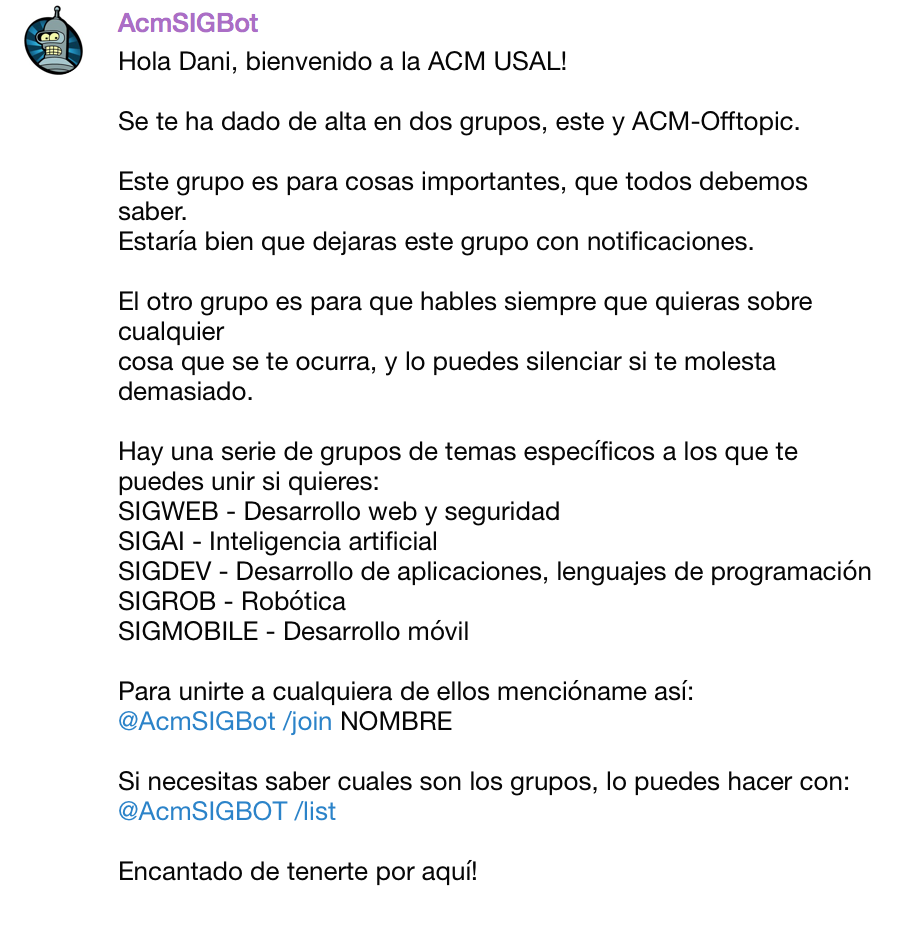 AcmSIGBot
Hola Dani, bienvenido a la ACM USAL!
Se te ha dado de alta en dos grupos, este y ACM-Offtopic.
Este grupo es para cosas importantes, que todos debemos
saber.
Estaría bien que dejaras este grupo con notificaciones.
El otro grupo es para que hables siempre que quieras sobre
cualquier
cosa que se te ocurra, y lo puedes silenciar si te molesta
demasiado.
Hay una serie de grupos de temas específicos a los que te
puedes unir si quieres:
SIGWEB - Desarrollo web y seguridad
SIGAI - Inteligencia artificial
SIGDEV - Desarrollo de aplicaciones, lenguajes de programación
SIGROB - Robótica
SIGMOBILE - Desarrollo móvil
Para unirte a cualquiera de ellos mencióname así:
@AcmSIGBot /join NOMBRE
Si necesitas saber cuales son los grupos, lo puedes hacer con:
@AcmSIGBOT /list
Encantado de tenerte por aquí!